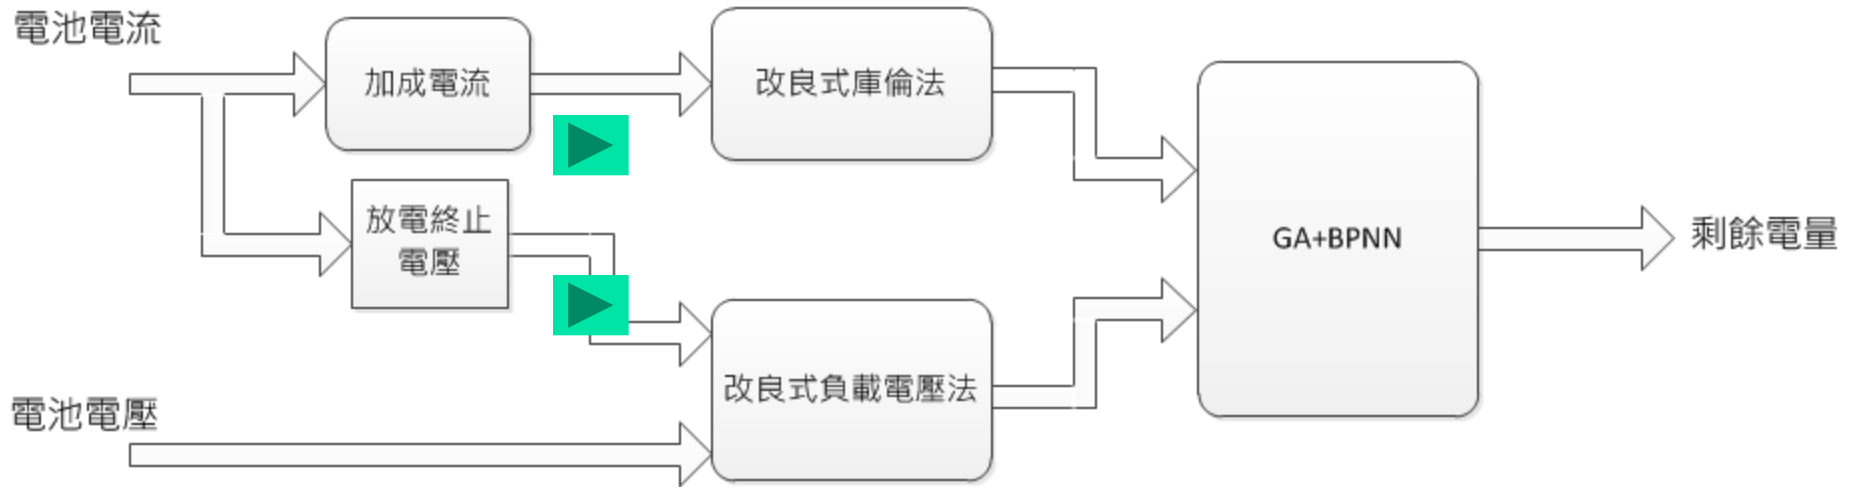 電池電流
加成電流
改良式庫倫法
放電終止
電壓
GA+BPNN
剩餘電量
改良式負載電壓法
電池電壓